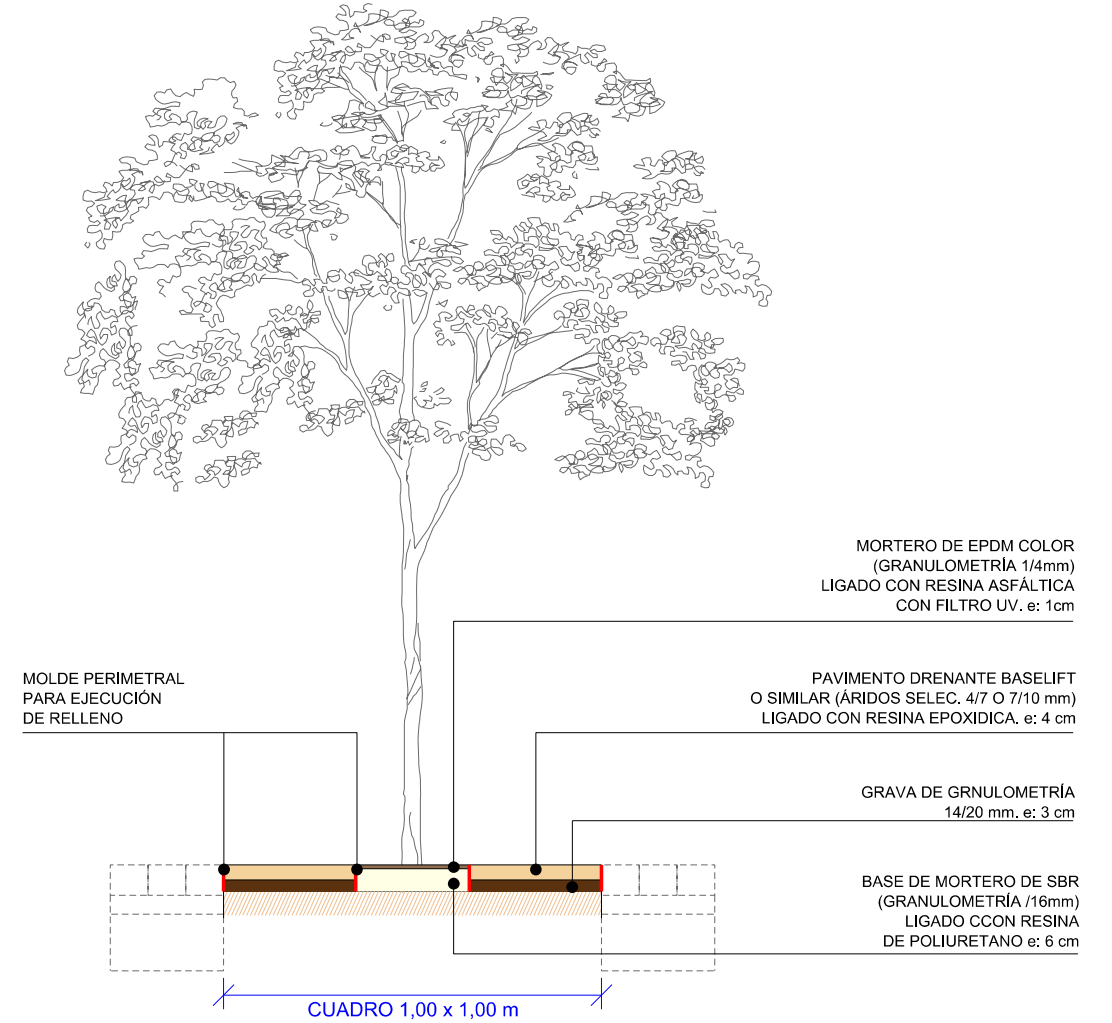 MORTERO DE EPDM COLOR
(GRANULOMETRÍA 1/4mm)
LIGADO CON RESINA ASFÁLTICA
CON FILTRO UV. e: 1cm
MOLDE PERIMETRAL
PARA EJECUCIÓN
DE RELLENO
PAVIMENTO DRENANTE BASELIFT
O SIMILAR (ÁRIDOS SELEC. 4/7 O 7/10 mm)
LIGADO CON RESINA EPOXIDICA. e: 4 cm
GRAVA DE GRNULOMETRÍA
14/20 mm. e: 3 cm
BASE DE MORTERO DE SBR
(GRANULOMETRÍA /16mm)
LIGADO CCON RESINA
DE POLIURETANO e: 6 cm
CUADRO 1,00 x 1,00 m